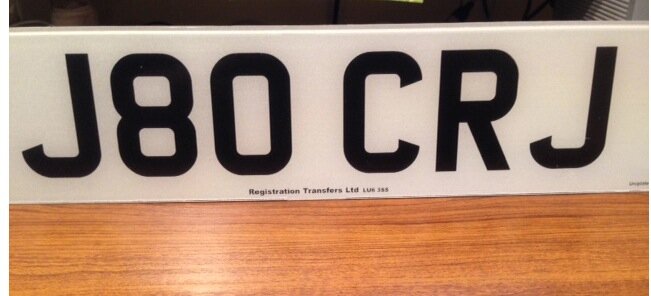 J80 CRJ
Registration Transfers Ltd LU6 3SS